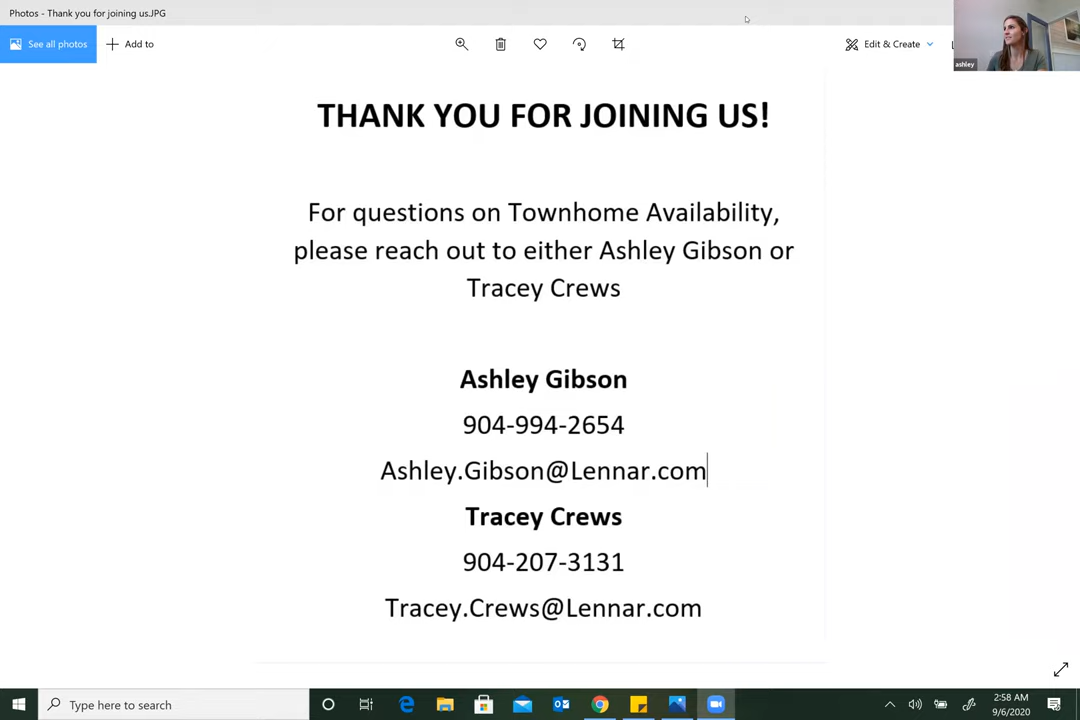 Photos - Thank you for joining us.JPG
See all photos
Add to
Edit & Create
ashley
THANK YOU FOR JOINING US!
For questions on Townhome Availability,
please reach out to either Ashley Gibson or
Tracey Crews
Ashley Gibson
904-994-2654
Ashley.Gibson@Lennar.com
Tracey Crews
904-207-3131
Tracey.Crews@Lennar.com
Type here to search
2:58 AM
9/6/2020